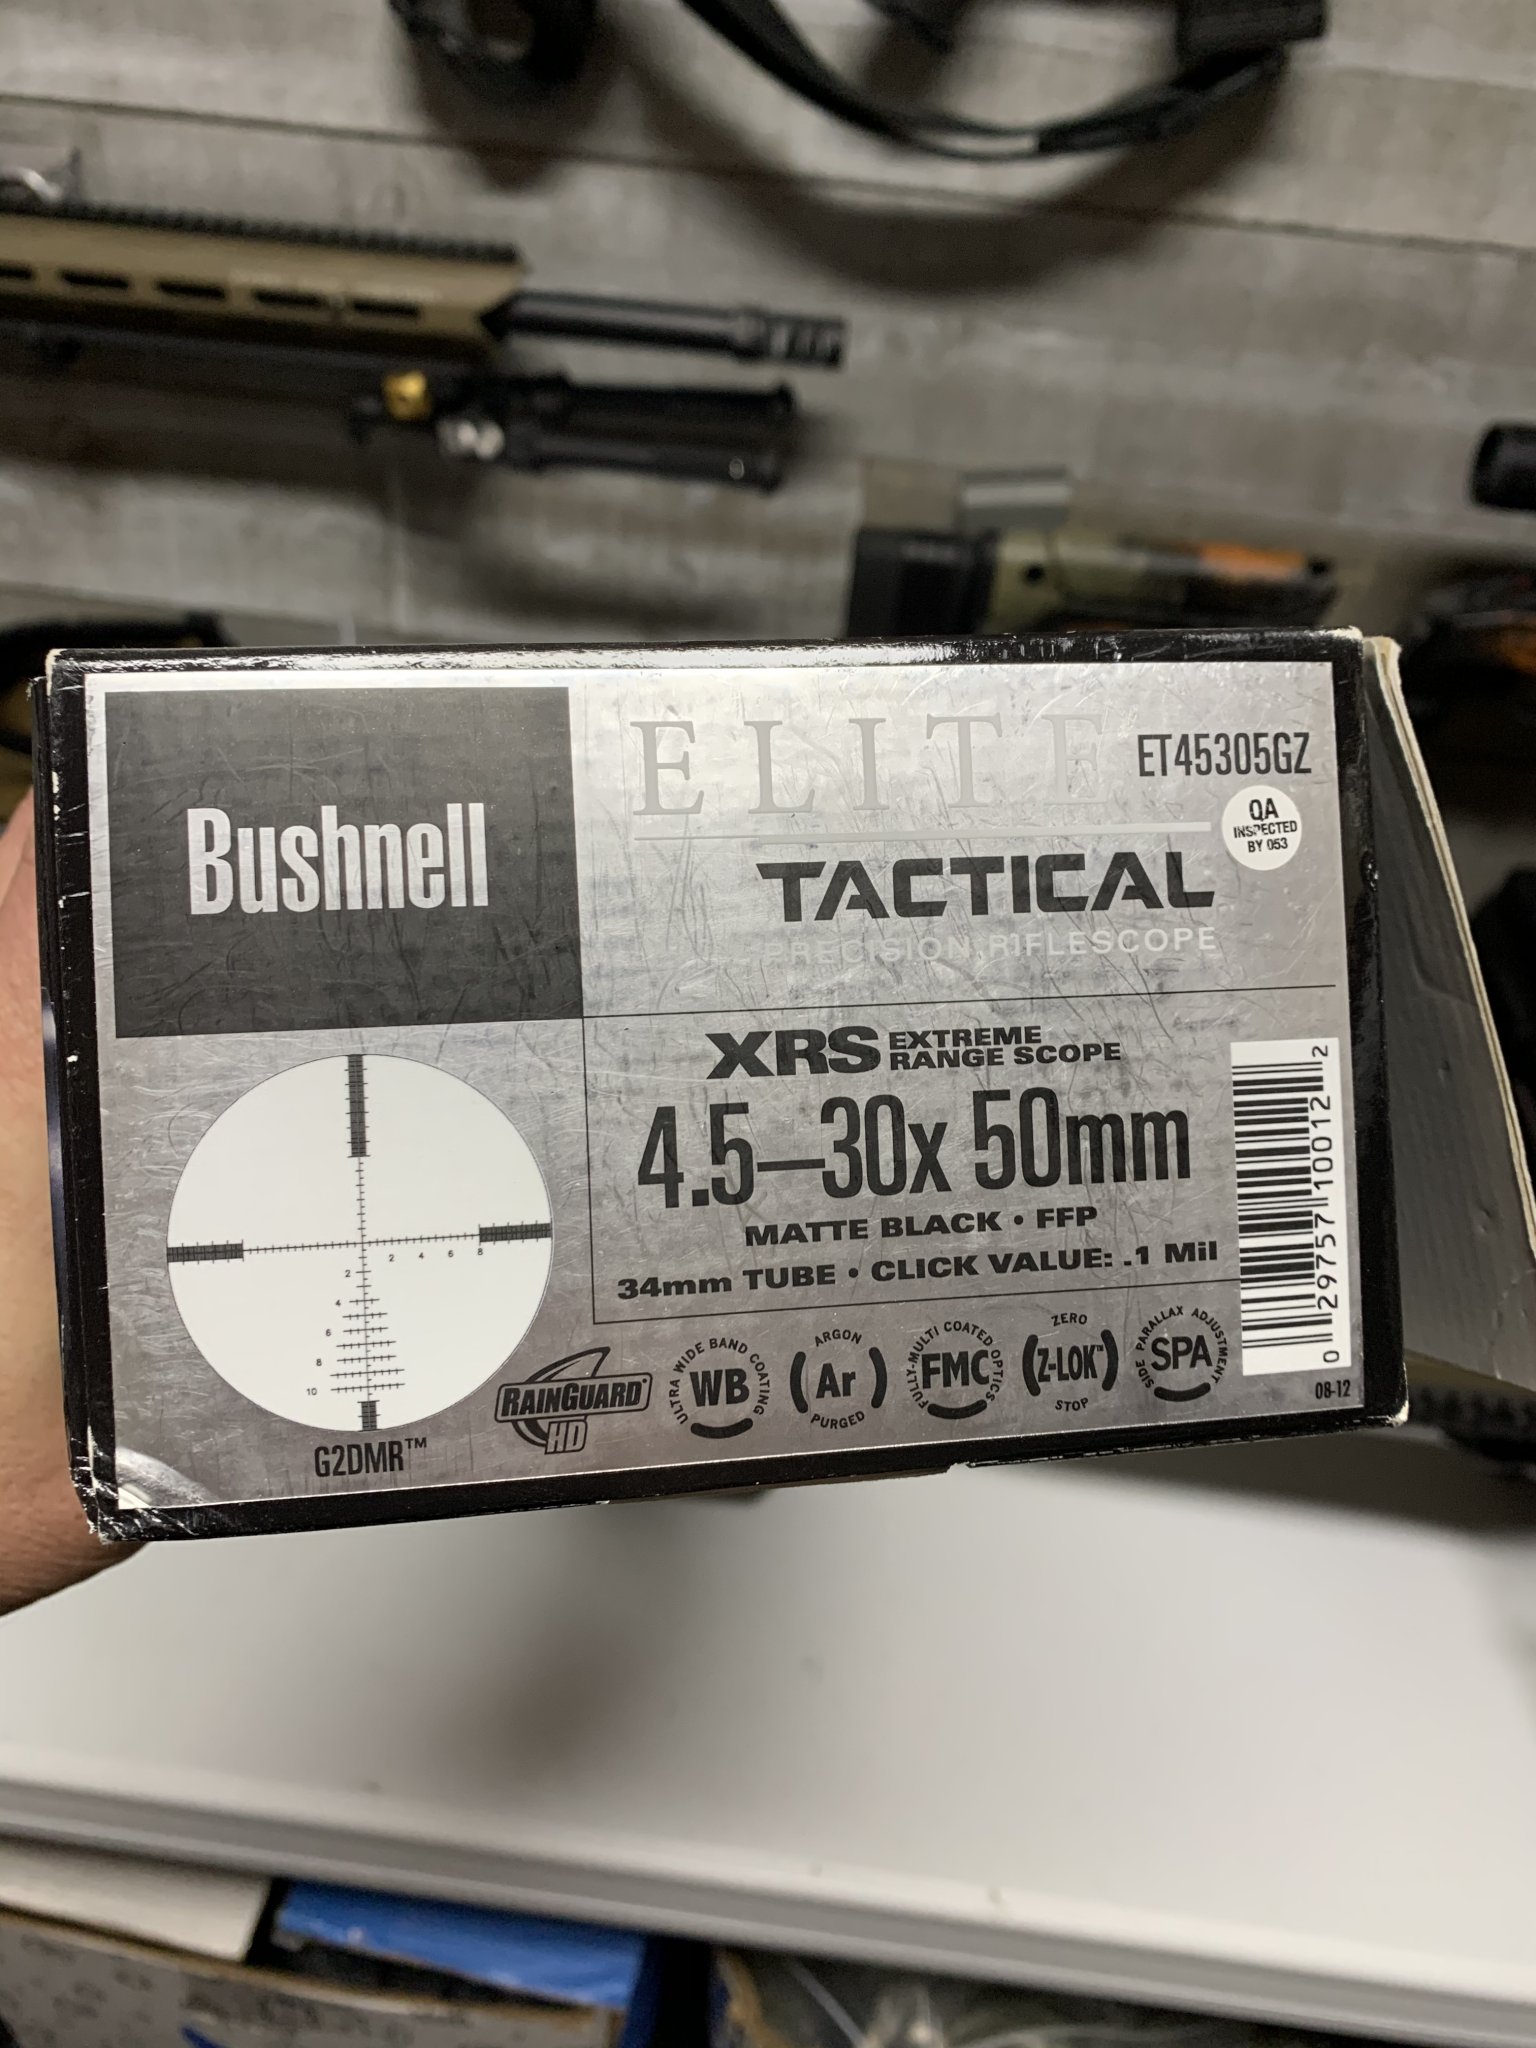 Bushnell
ELITE
ET45305GZ
QA
INSPECTED
BY 053
TACTICAL
PRECISION RIFLESCOPE
XRS EXTREME
RANGE SCOPE
4.5–30x 50mm
MATTE BLACK • FFP
34mm TUBE • CLICK VALUE: .1 Mil
2 4 6 8
2
4
6
8
10
G2DMR™
RAINGUARD®
HD
ULTRA WIDE BAND COATING
WB
ARGON
Ar
PURGED
FULLY-MULTI COATED OPTICS
FMC
ZERO
Z-LOK™
STOP
SIDE PARALLAX ADJUSTMENT
SPA
0 29757 10012 2
08-12